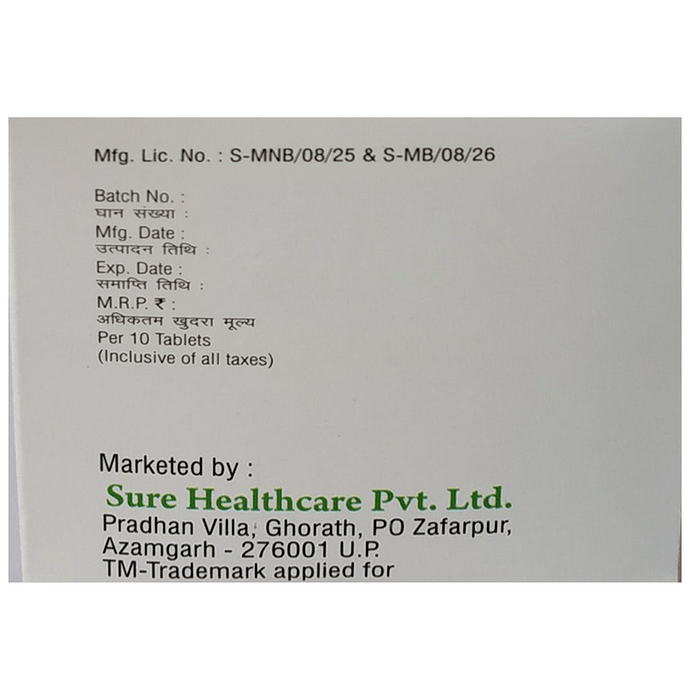 Mfg. Lic. No. : S-MNB/08/25 & S-MB/08/26
Batch No. :
घान संख्या :
Mfg. Date :
उत्पादन तिथि :
Exp. Date :
समाप्ति तिथि :
M.R.P. ₹ :
अधिकतम खुदरा मूल्य
Per 10 Tablets
(Inclusive of all taxes)
Marketed by :
Sure Healthcare Pvt. Ltd.
Pradhan Villa, Ghorath, PO Zafarpur,
Azamgarh - 276001 U.P.
TM-Trademark applied for